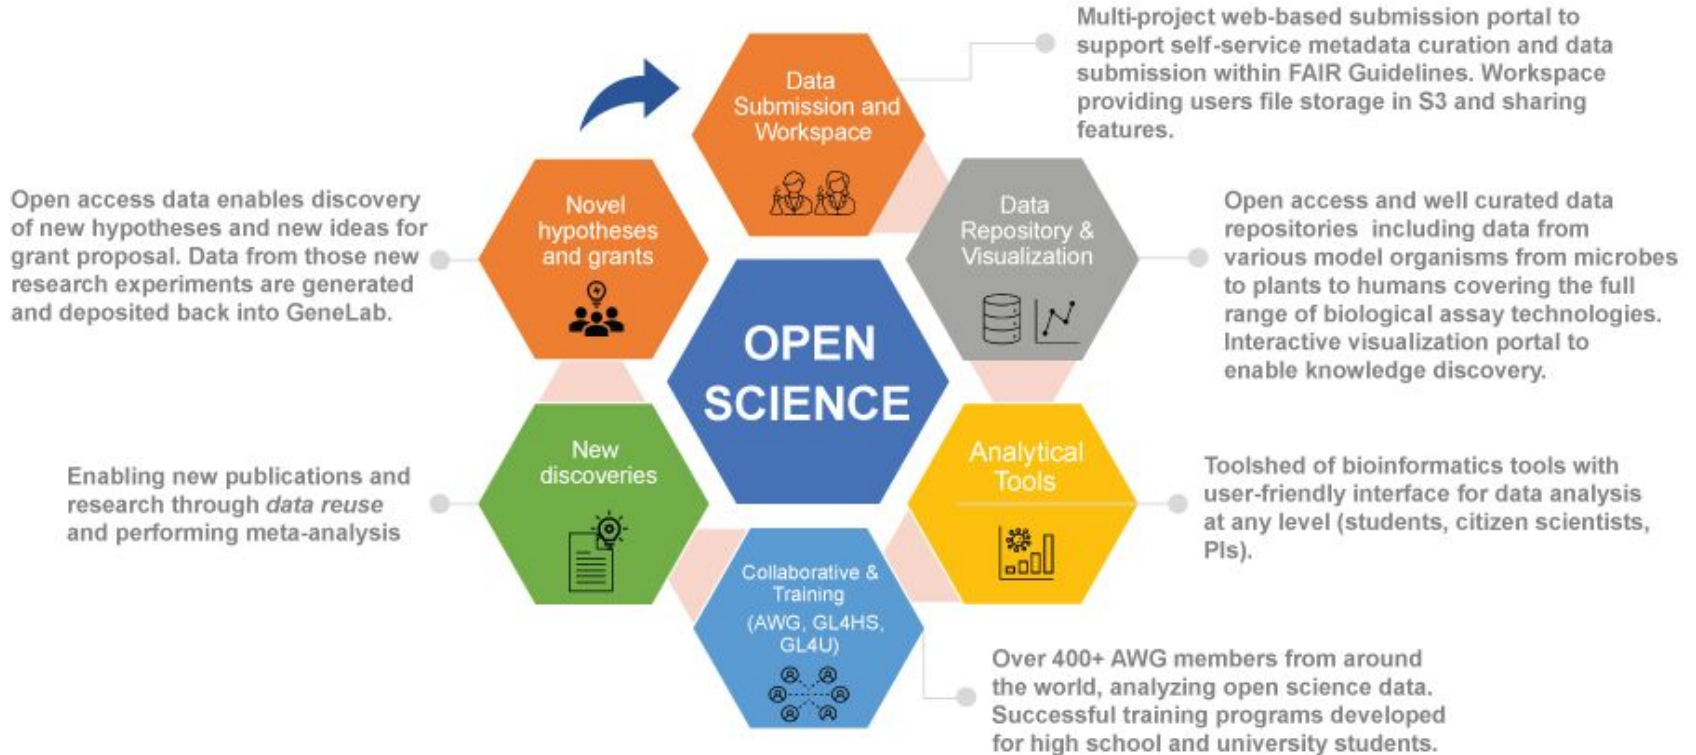 Multi-project web-based submission portal to
support self-service metadata curation and data
submission within FAIR Guidelines. Workspace
providing users file storage in S3 and sharing
features.
Data
Submission and
Workspace
Open access data enables discovery
of new hypotheses and new ideas for
grant proposal. Data from those new
research experiments are generated
and deposited back into GeneLab.
Novel
hypotheses
and grants
Data
Repository &
Visualization
Open access and well curated data
repositories including data from
various model organisms from microbes
to plants to humans covering the full
range of biological assay technologies.
Interactive visualization portal to
enable knowledge discovery.
OPEN
SCIENCE
Enabling new publications and
research through data reuse
and performing meta-analysis
New
discoveries
Analytical
Tools
Toolshed of bioinformatics tools with
user-friendly interface for data analysis
at any level (students, citizen scientists,
PIs).
Collaborative &
Training
(AWG, GL4HS,
GL4U)
Over 400+ AWG members from around
the world, analyzing open science data.
Successful training programs developed
for high school and university students.